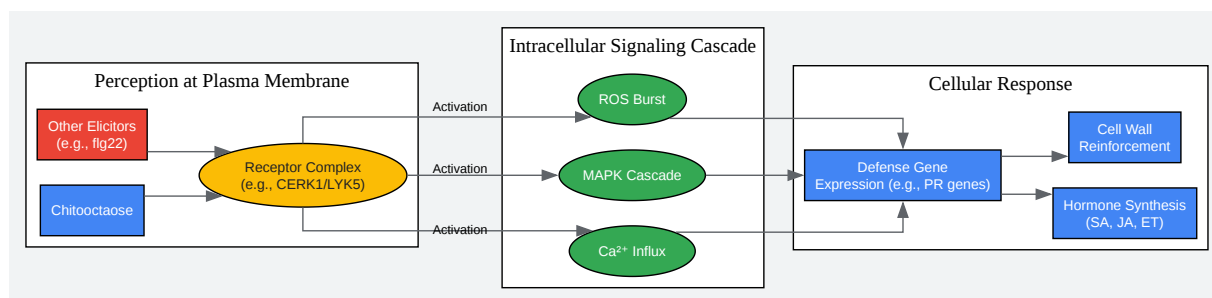 Perception at Plasma Membrane
Other Elicitors
(e.g., flg22)
Chitooctaose
Receptor Complex
(e.g., CERK1/LYK5)
Activation
Activation
Activation
Intracellular Signaling Cascade
ROS Burst
MAPK Cascade
Ca²⁺ Influx
Cellular Response
Defense Gene
Expression (e.g., PR genes)
Cell Wall
Reinforcement
Hormone Synthesis
(SA, JA, ET)